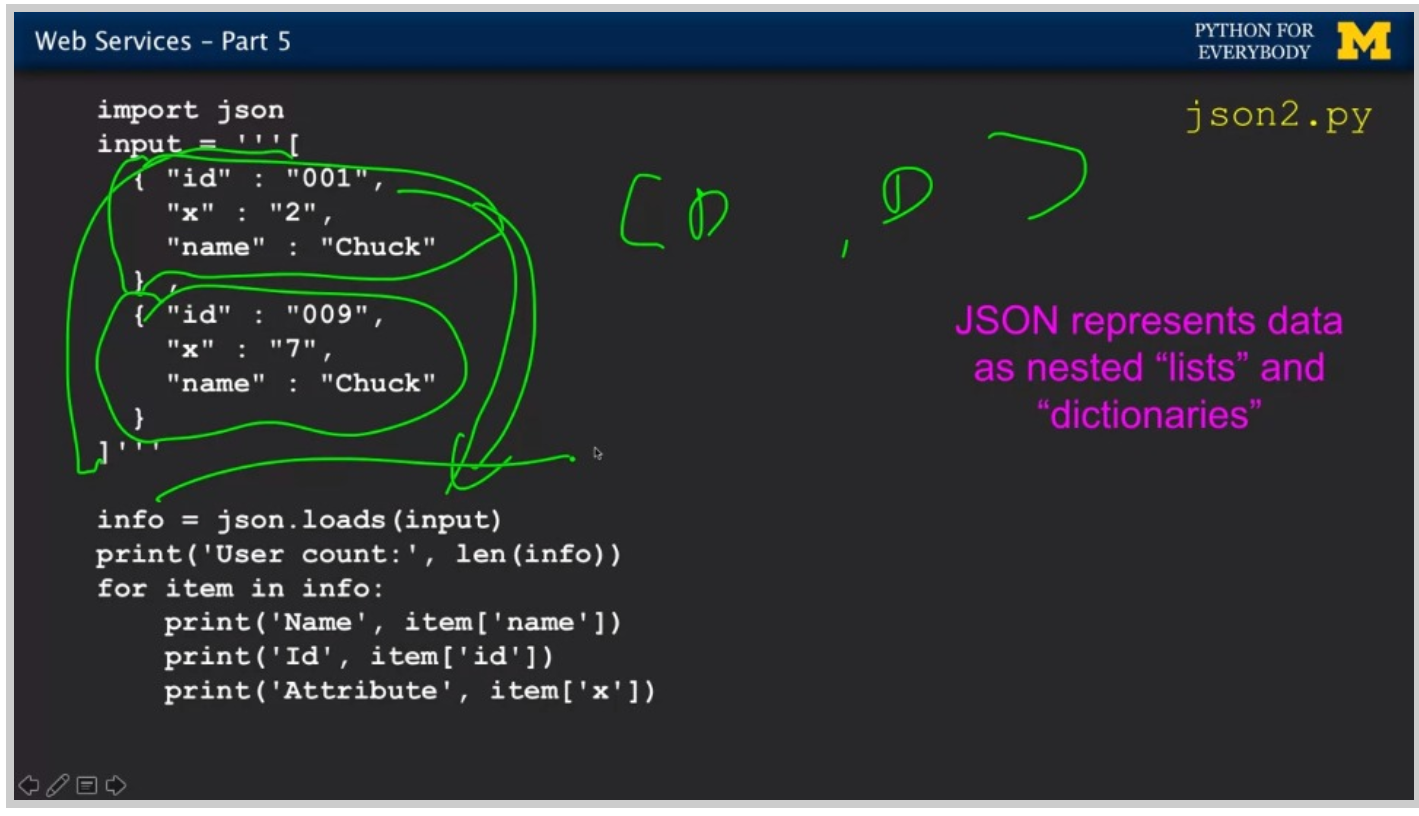 Web Services – Part 5
PYTHON FOR
EVERYBODY
M
json2.py
import json
input = '''[
{ "id" : "001",
"x" : "2",
"name" : "Chuck"
} ,
{ "id" : "009",
"x" : "7",
"name" : "Chuck"
}
]'''
[ D , D ]
JSON represents data
as nested “lists” and
“dictionaries”
info = json.loads(input)
print('User count:', len(info))
for item in info:
print('Name', item['name'])
print('Id', item['id'])
print('Attribute', item['x'])